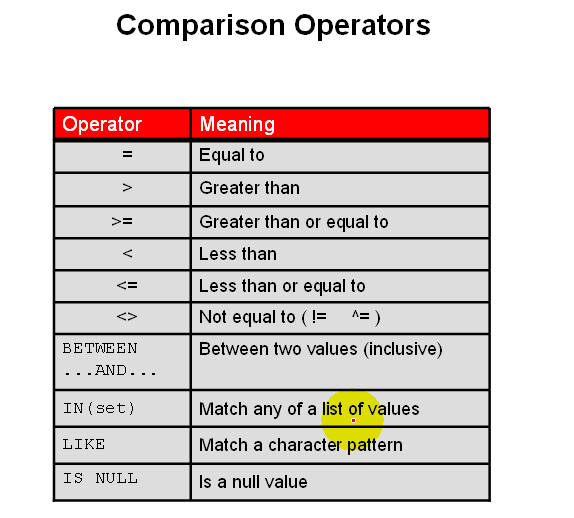 Comparison Operators
Operator Meaning
= Equal to
> Greater than
>= Greater than or equal to
< Less than
<= Less than or equal to
<> Not equal to ( != ^= )
BETWEEN Between two values (inclusive)
...AND...
IN(set) Match any of a list of values
LIKE Match a character pattern
IS NULL Is a null value